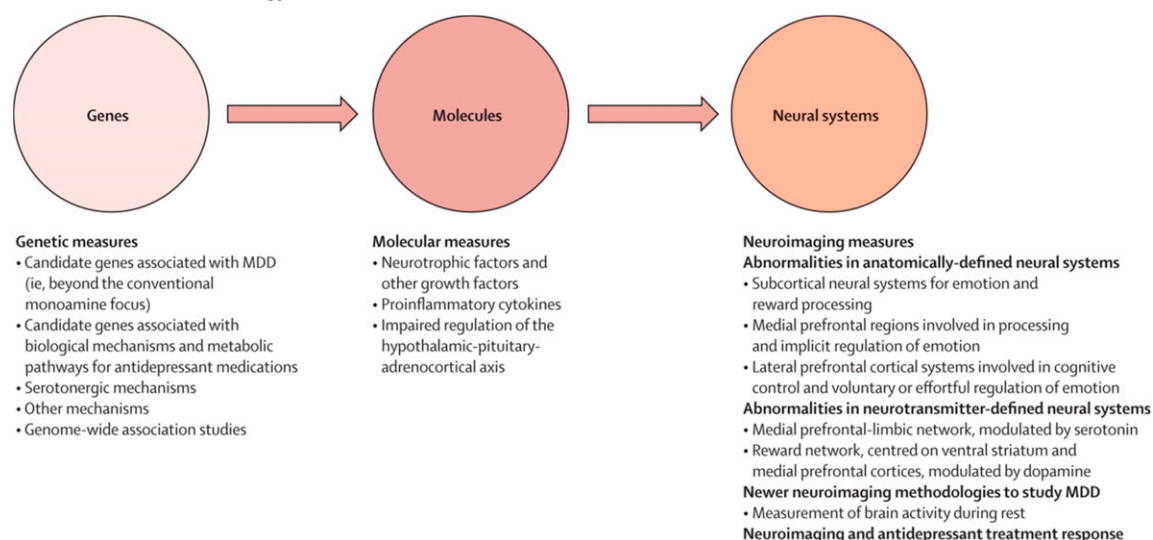 Genes
Molecules
Neural systems
Genetic measures
• Candidate genes associated with MDD
(ie, beyond the conventional
monoamine focus)
• Candidate genes associated with
biological mechanisms and metabolic
pathways for antidepressant medications
• Serotonergic mechanisms
• Other mechanisms
• Genome-wide association studies
Molecular measures
• Neurotrophic factors and
other growth factors
• Proinflammatory cytokines
• Impaired regulation of the
hypothalamic-pituitary-
adrenocortical axis
Neuroimaging measures
Abnormalities in anatomically-defined neural systems
• Subcortical neural systems for emotion and
reward processing
• Medial prefrontal regions involved in processing
and implicit regulation of emotion
• Lateral prefrontal cortical systems involved in cognitive
control and voluntary or effortful regulation of emotion
Abnormalities in neurotransmitter-defined neural systems
• Medial prefrontal-limbic network, modulated by serotonin
• Reward network, centred on ventral striatum and
medial prefrontal cortices, modulated by dopamine
Newer neuroimaging methodologies to study MDD
• Measurement of brain activity during rest
Neuroimaging and antidepressant treatment response